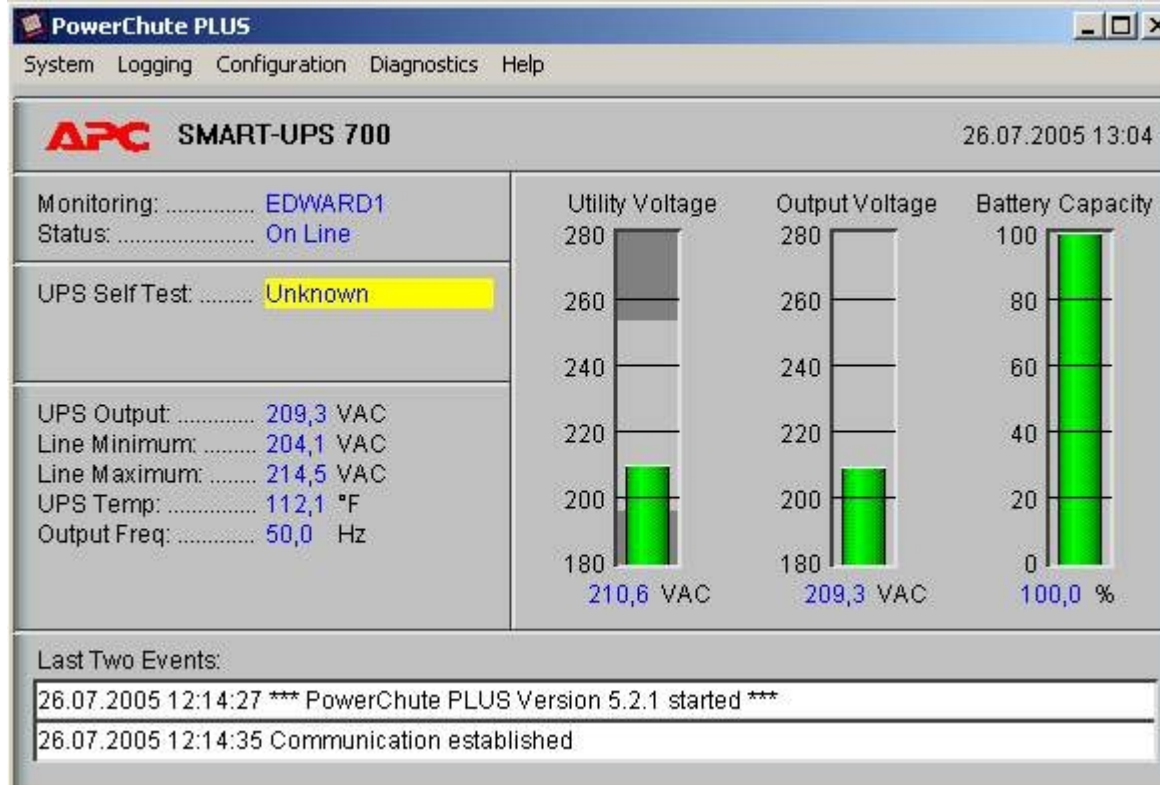 PowerChute PLUS
System Logging Configuration Diagnostics Help
APC SMART-UPS 700 26.07.2005 13:04
Monitoring: .............. EDWARD1
Status: ...................... On Line
UPS Self Test: ......... Unknown
UPS Output: ............. 209,3 VAC
Line Minimum: ......... 204,1 VAC
Line Maximum: ........ 214,5 VAC
UPS Temp: ............... 112,1 °F
Output Freq: ............. 50,0 Hz
Utility Voltage
280
260
240
220
200
180
210,6 VAC
Output Voltage
280
260
240
220
200
180
209,3 VAC
Battery Capacity
100
80
60
40
20
0
100,0 %
Last Two Events:
26.07.2005 12:14:27 *** PowerChute PLUS Version 5.2.1 started ***
26.07.2005 12:14:35 Communication established